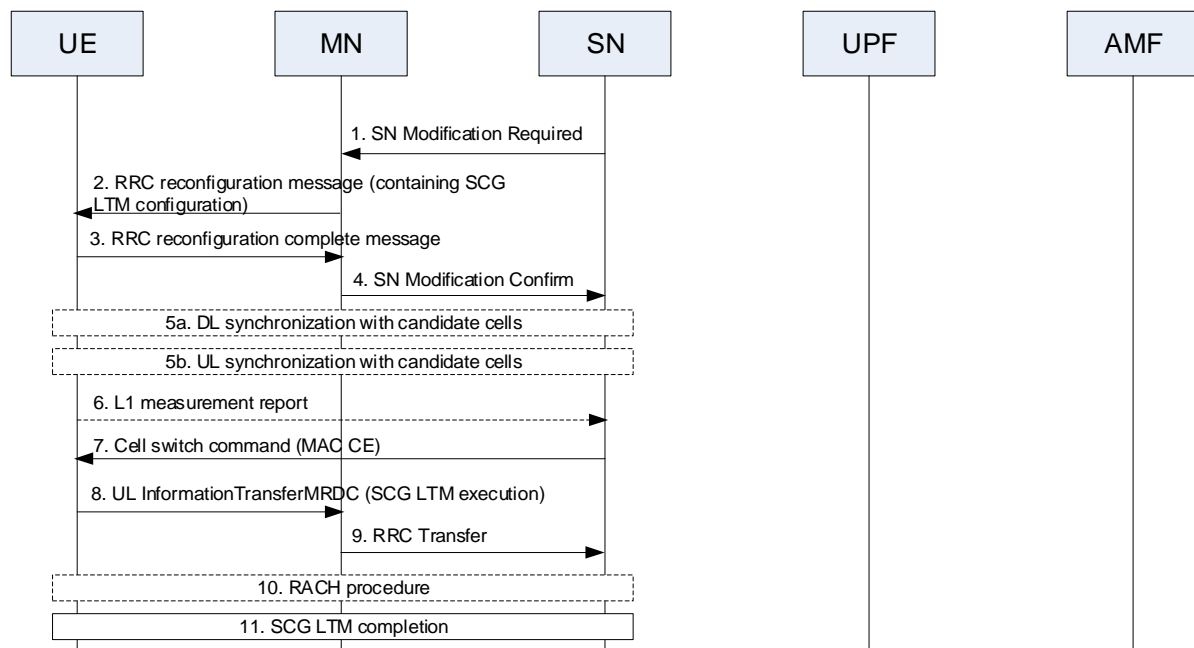 UE MN SN UPF AMF
1. SN Modification Required
2. RRC reconfiguration message (containing SCG
LTM configuration)
3. RRC reconfiguration complete message
4. SN Modification Confirm
5a. DL synchronization with candidate cells
5b. UL synchronization with candidate cells
6. L1 measurement report
7. Cell switch command (MAC CE)
8. UL InformationTransferMRDC (SCG LTM execution)
9. RRC Transfer
10. RACH procedure
11. SCG LTM completion